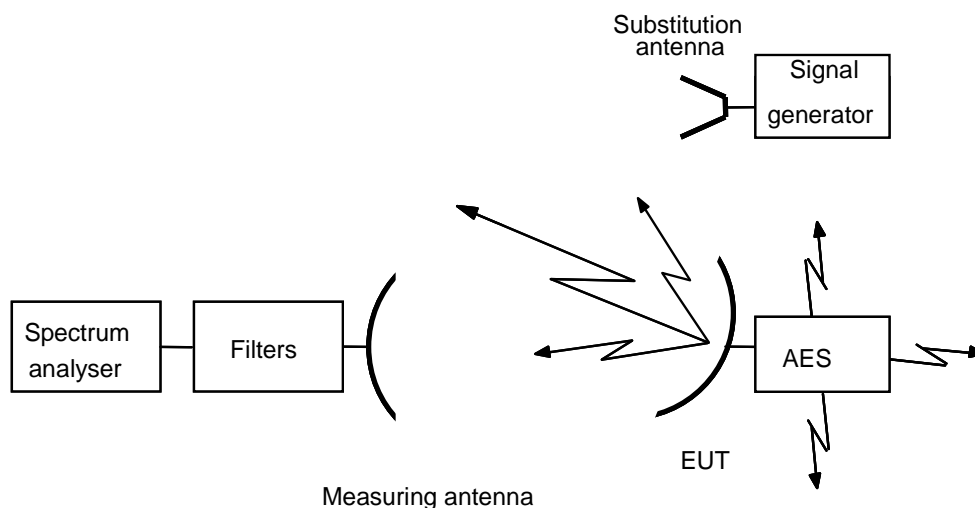 Substitution
antenna
Signal
generator
Spectrum
analyser
Filters
AES
EUT
Measuring antenna